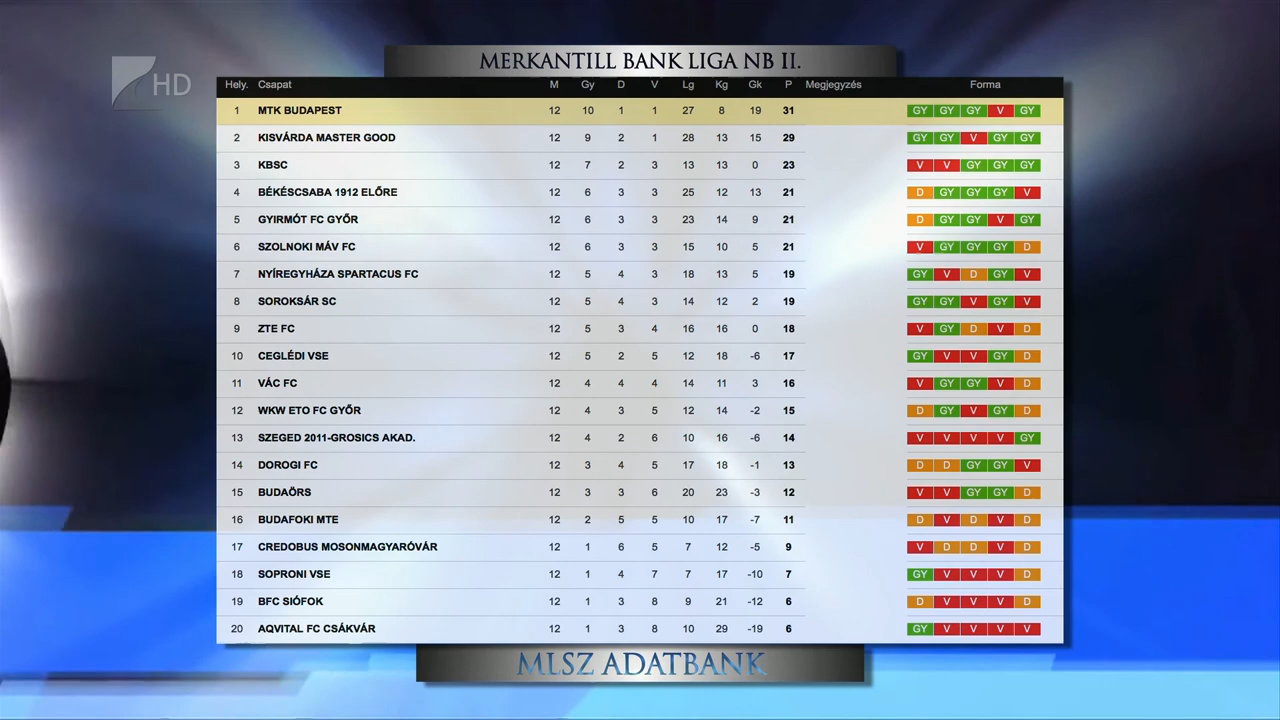 HD
MERKANTILL BANK LIGA NB II.
Hely. Csapat M Gy D V Lg Kg Gk P Megjegyzés Forma
1 MTK BUDAPEST 12 10 1 1 27 8 19 31 GY GY GY V GY
2 KISVÁRDA MASTER GOOD 12 9 2 1 28 13 15 29 GY GY V GY GY
3 KBSC 12 7 2 3 13 13 0 23 V V GY GY GY
4 BÉKÉSCSABA 1912 ELŐRE 12 6 3 3 25 12 13 21 D GY GY GY V
5 GYIRMÓT FC GYŐR 12 6 3 3 23 14 9 21 D GY GY V GY
6 SZOLNOKI MÁV FC 12 6 3 3 15 10 5 21 V GY GY GY D
7 NYÍREGYHÁZA SPARTACUS FC 12 5 4 3 18 13 5 19 GY V D GY V
8 SOROKSÁR SC 12 5 4 3 14 12 2 19 GY GY V GY V
9 ZTE FC 12 5 3 4 16 16 0 18 V GY D V D
10 CEGLÉDI VSE 12 5 2 5 12 18 -6 17 GY V V GY D
11 VÁC FC 12 4 4 4 14 11 3 16 V GY GY V D
12 WKW ETO FC GYŐR 12 4 3 5 12 14 -2 15 D GY V GY D
13 SZEGED 2011-GROSICS AKAD. 12 4 2 6 10 16 -6 14 V V V V GY
14 DOROGI FC 12 3 4 5 17 18 -1 13 D D GY GY V
15 BUDAÖRS 12 3 3 6 20 23 -3 12 V V GY GY D
16 BUDAFOKI MTE 12 2 5 5 10 17 -7 11 D V D V D
17 CREDOBUS MOSONMAGYARÓVÁR 12 1 6 5 7 12 -5 9 V D D V D
18 SOPRONI VSE 12 1 4 7 7 17 -10 7 GY V V V D
19 BFC SIÓFOK 12 1 3 8 9 21 -12 6 D V V V D
20 AQVITAL FC CSÁKVÁR 12 1 3 8 10 29 -19 6 GY V V V V
MLSZ ADATBANK